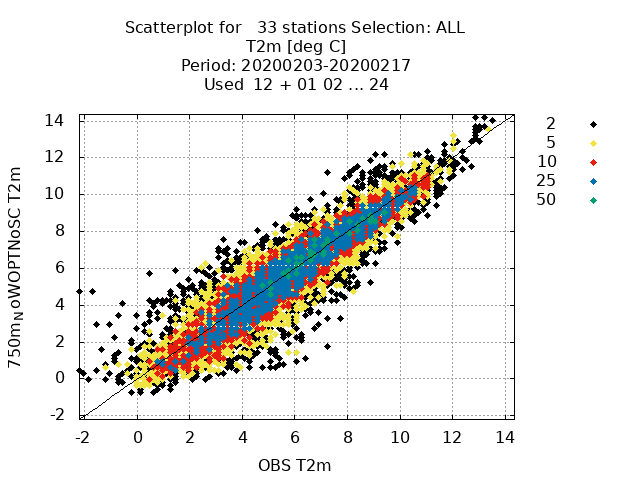 Scatterplot for 33 stations Selection: ALL
T2m [deg C]
Period: 20200203-20200217
Used 12 + 01 02 ... 24
14
12
10
8
6
4
2
0
-2
-2 0 2 4 6 8 10 12 14
750mNoWOPTNoSC T2m
OBS T2m
2
5
10
25
50